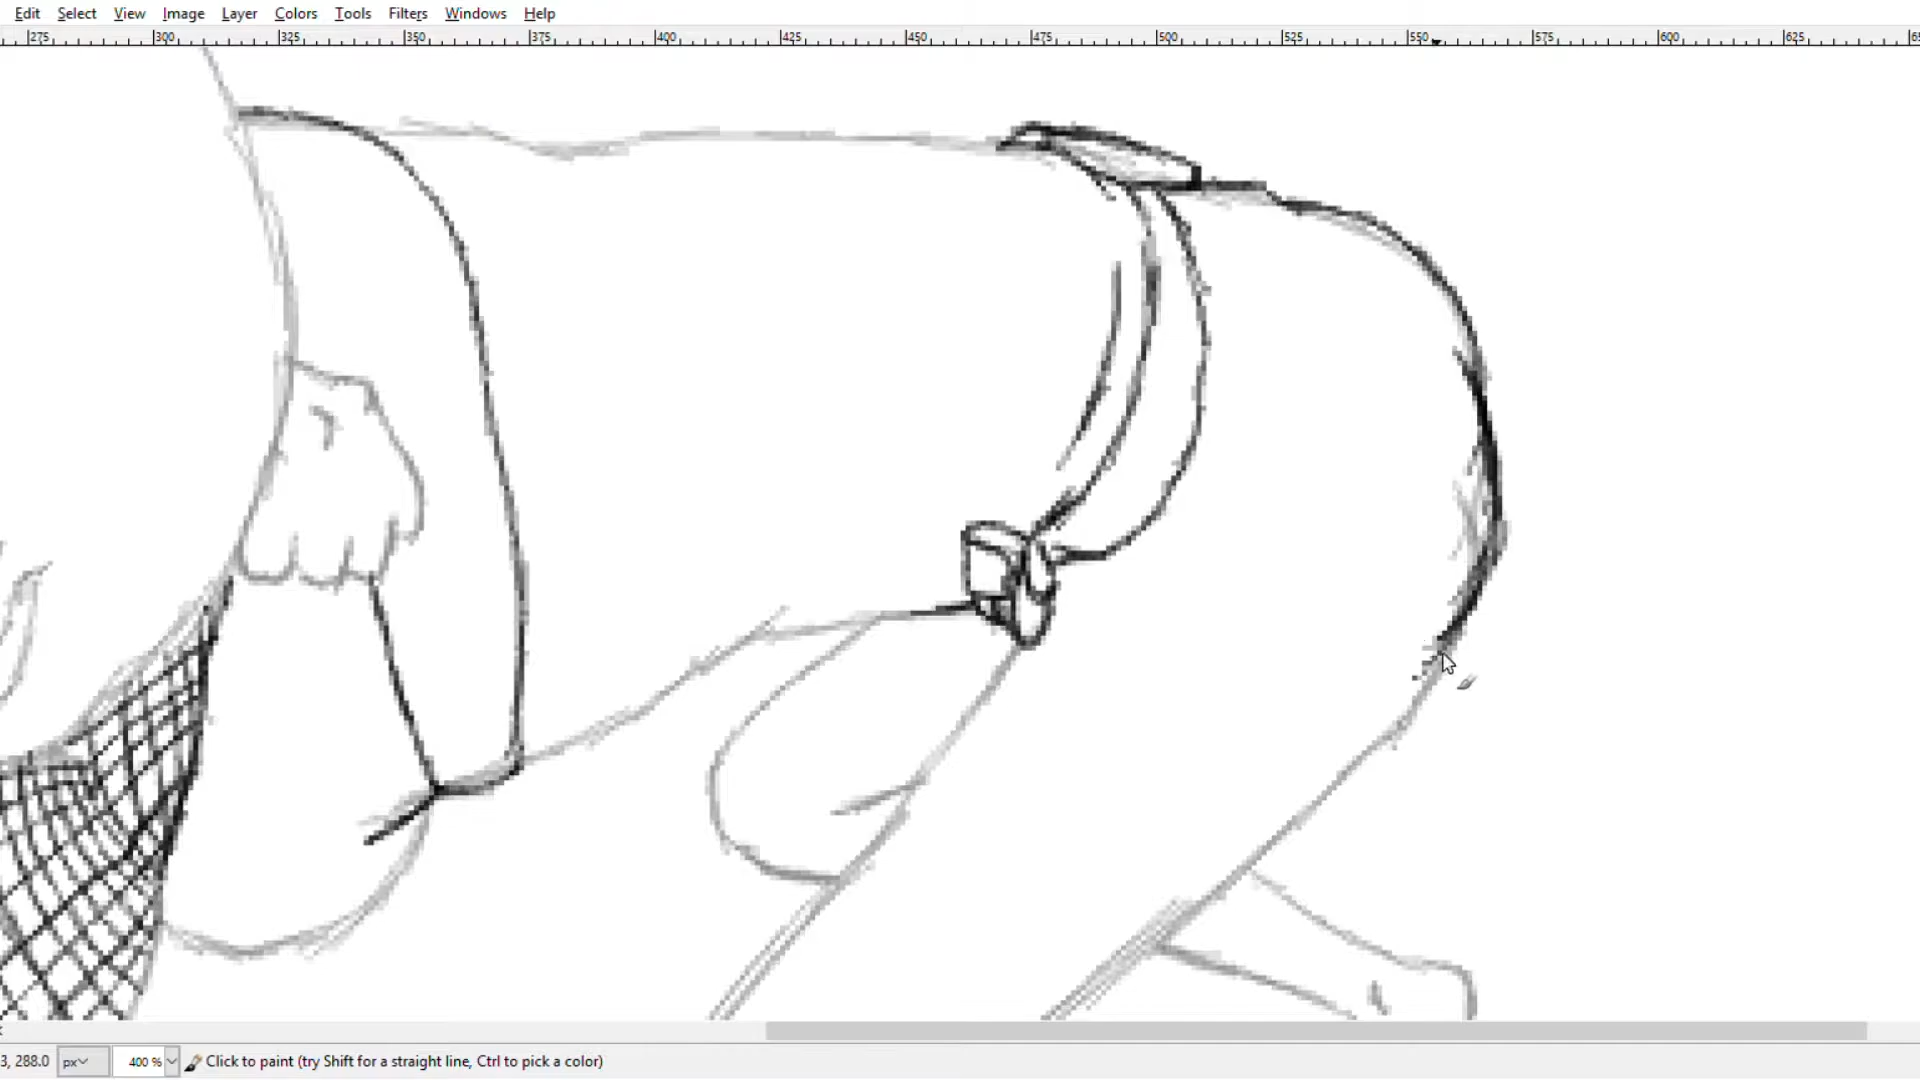 Edit Select View Image Layer Colors Tools Filters Windows Help
275 300 325 350 375 400 425 450 475 500 525 550 575 600 625
3, 288.0 px 400 % Click to paint (try Shift for a straight line, Ctrl to pick a color)